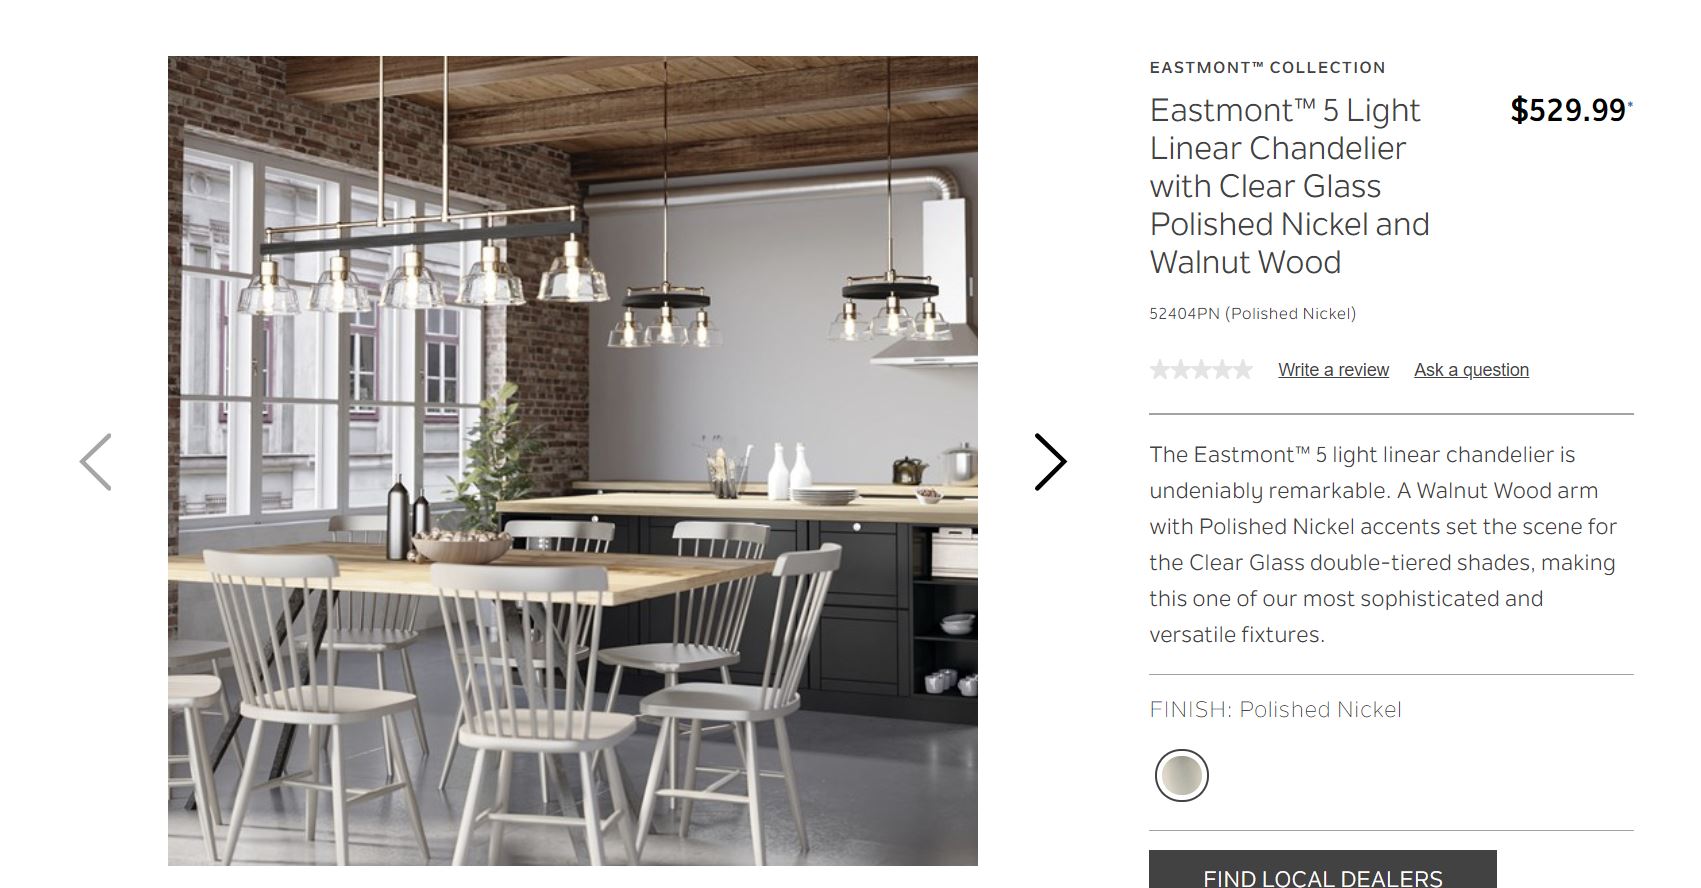 EASTMONT™ COLLECTION
Eastmont™ 5 Light
Linear Chandelier
with Clear Glass
Polished Nickel and
Walnut Wood
$529.99*
52404PN (Polished Nickel)
Write a review Ask a question
The Eastmont™ 5 light linear chandelier is
undeniably remarkable. A Walnut Wood arm
with Polished Nickel accents set the scene for
the Clear Glass double-tiered shades, making
this one of our most sophisticated and
versatile fixtures.
FINISH: Polished Nickel
FIND LOCAL DEALERS